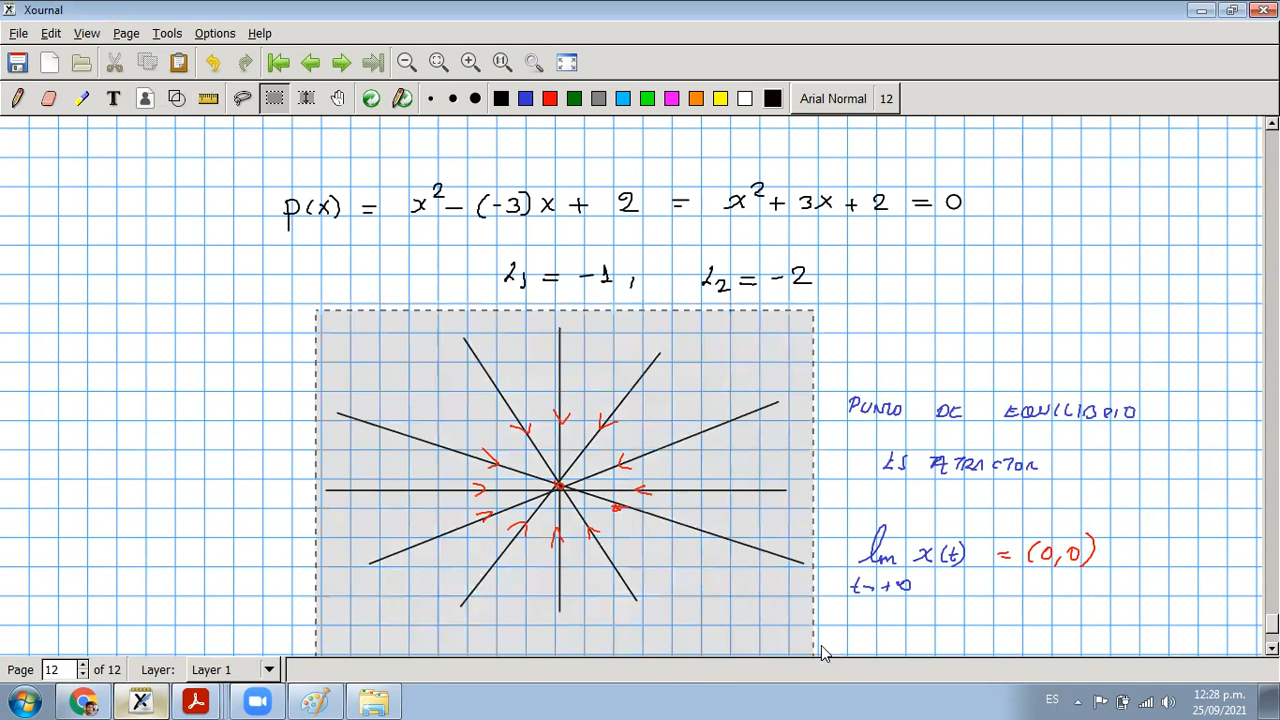 Xournal
File Edit View Page Tools Options Help
Arial Normal 12
p(x) = x² - (-3)x + 2 = x² + 3x + 2 = 0
λ₁ = -1, λ₂ = -2
PUNTO DE EQUILIBRIO
ES ATRACTOR
lim x(t) = (0,0)
t→+∞
Page 12 of 12 Layer: Layer 1
ES 12:28 p.m.
25/09/2021